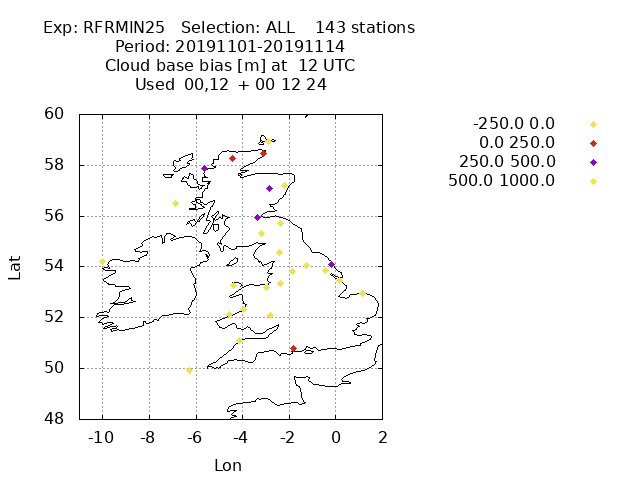 Exp: RFRMIN25 Selection: ALL 143 stations
Period: 20191101-20191114
Cloud base bias [m] at 12 UTC
Used 00,12 + 00 12 24
-250.0 0.0
0.0 250.0
250.0 500.0
500.0 1000.0
60
58
56
54
52
50
48
Lat
-10 -8 -6 -4 -2 0 2
Lon